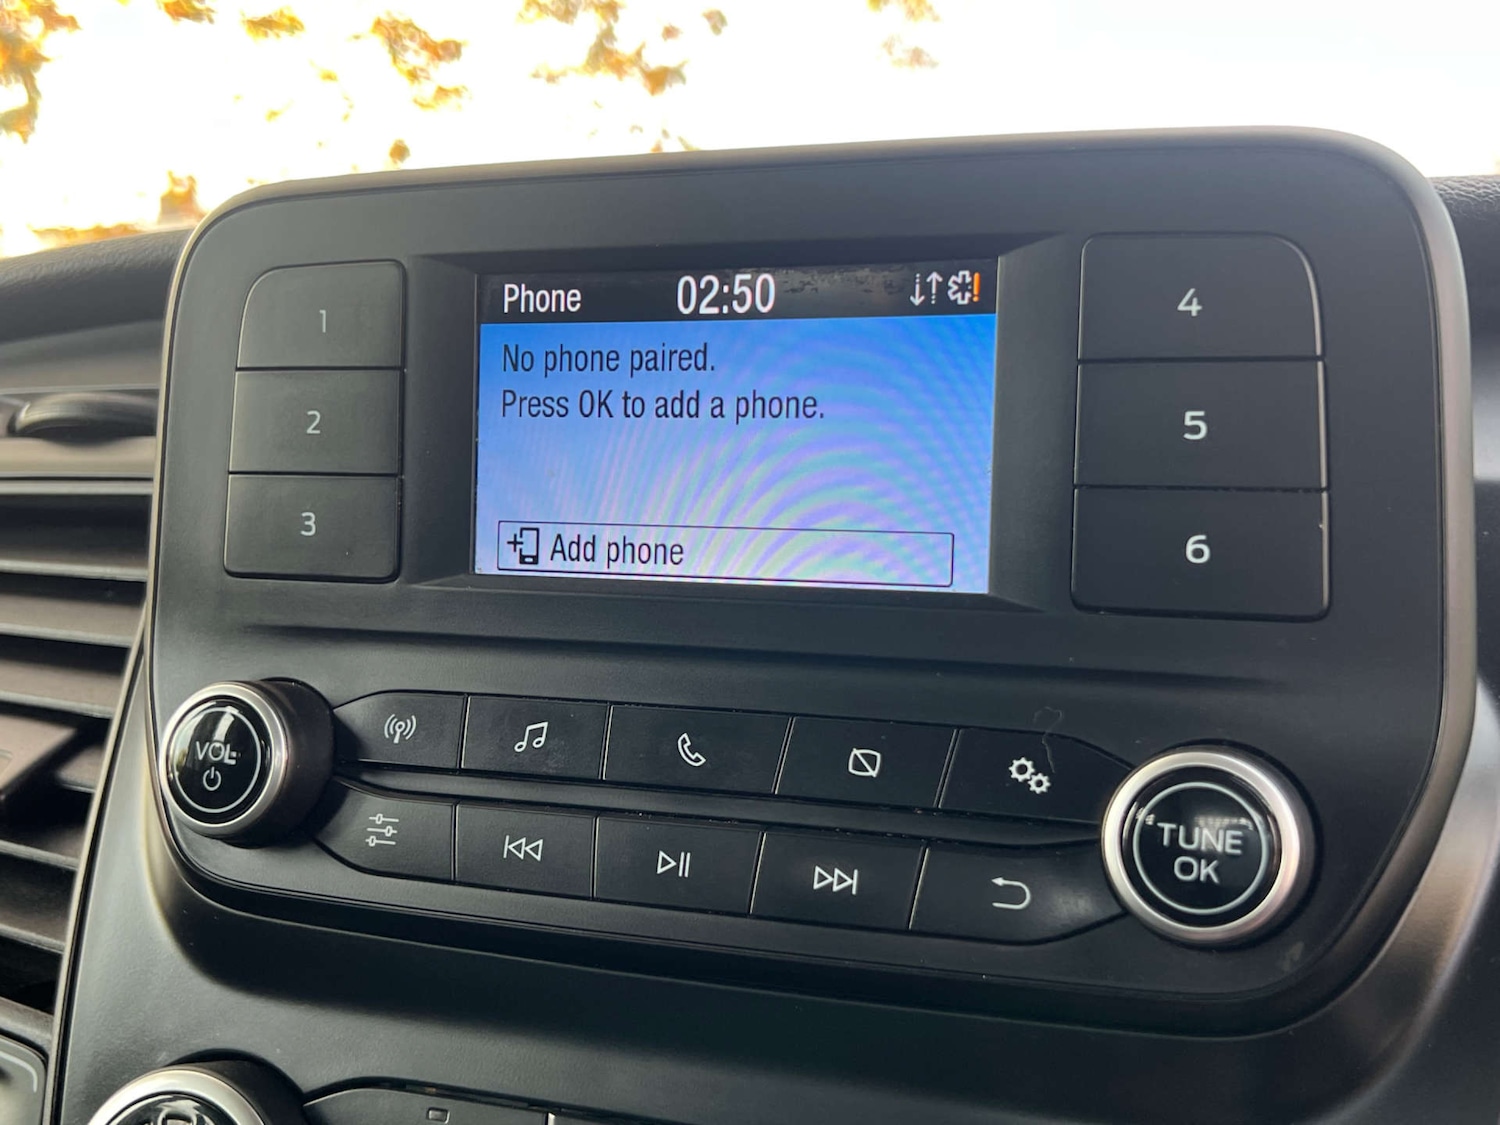 Phone 02:50
No phone paired.
Press OK to add a phone.
Add phone
1
2
3
4
5
6
VOL
TUNE
OK